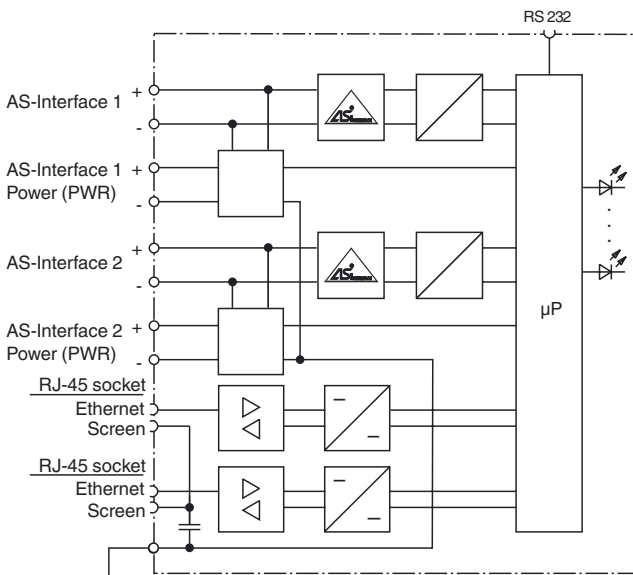 RS 232
AS-Interface 1
+
-
AS-Interface 1
Power (PWR)
+
-
AS-Interface 2
+
-
AS-Interface 2
Power (PWR)
+
-
µP
RJ-45 socket
Ethernet
Screen
RJ-45 socket
Ethernet
Screen